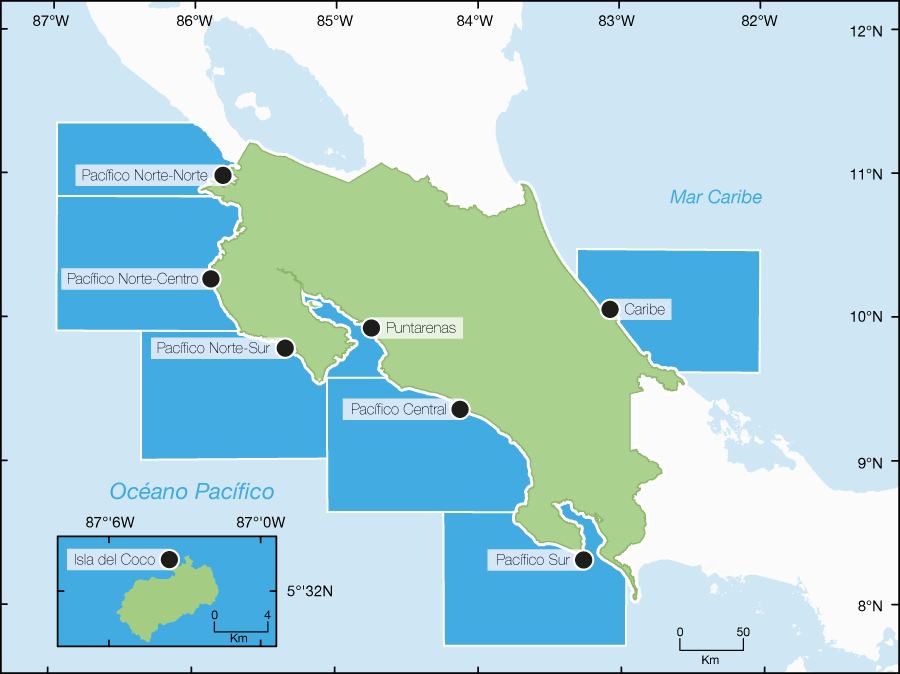 87°W 86°W 85°W 84°W 83°W 82°W
12°N
11°N
Pacífico Norte-Norte
Mar Caribe
Pacífico Norte-Centro
Caribe
10°N
Puntarenas
Pacífico Norte-Sur
Pacífico Central
9°N
Océano Pacífico
87°'6W 87°'0W
Isla del Coco
Pacífico Sur
5°'32N
8°N
0 4
Km
0 50
Km